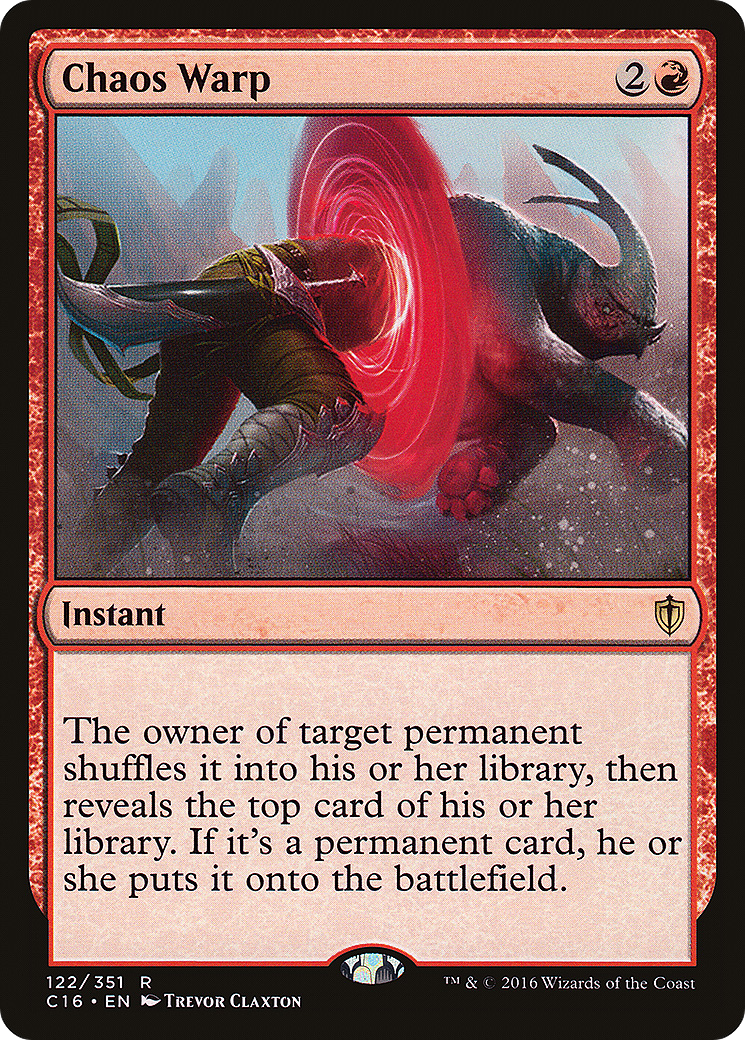 Chaos Warp 2
Instant
The owner of target permanent
shuffles it into his or her library, then
reveals the top card of his or her
library. If it's a permanent card, he or
she puts it onto the battlefield.
122/351 R
C16 • EN TREVOR CLAXTON
™ & © 2016 Wizards of the Coast